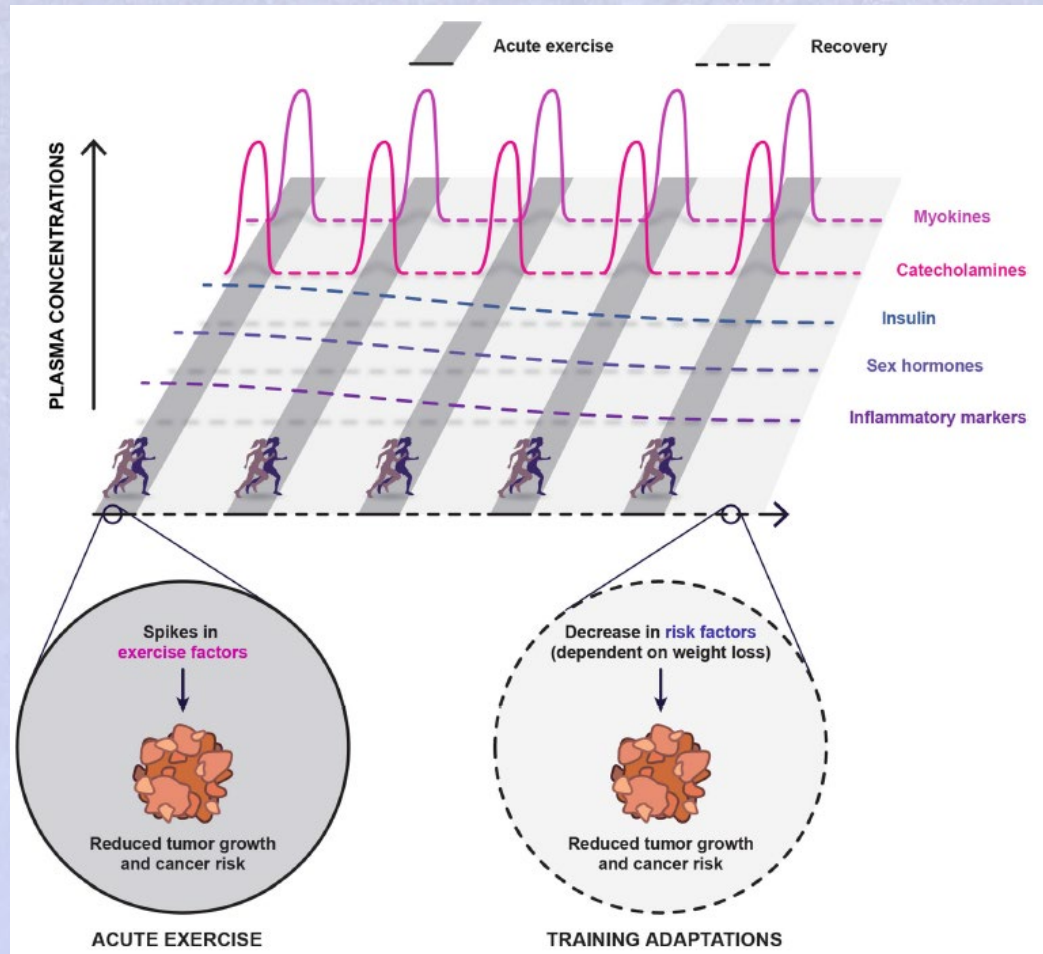 Acute exercise
Recovery
PLASMA CONCENTRATIONS
Myokines
Catecholamines
Insulin
Sex hormones
Inflammatory markers
Spikes in
exercise factors
Reduced tumor growth
and cancer risk
ACUTE EXERCISE
Decrease in risk factors
(dependent on weight loss)
Reduced tumor growth
and cancer risk
TRAINING ADAPTATIONS